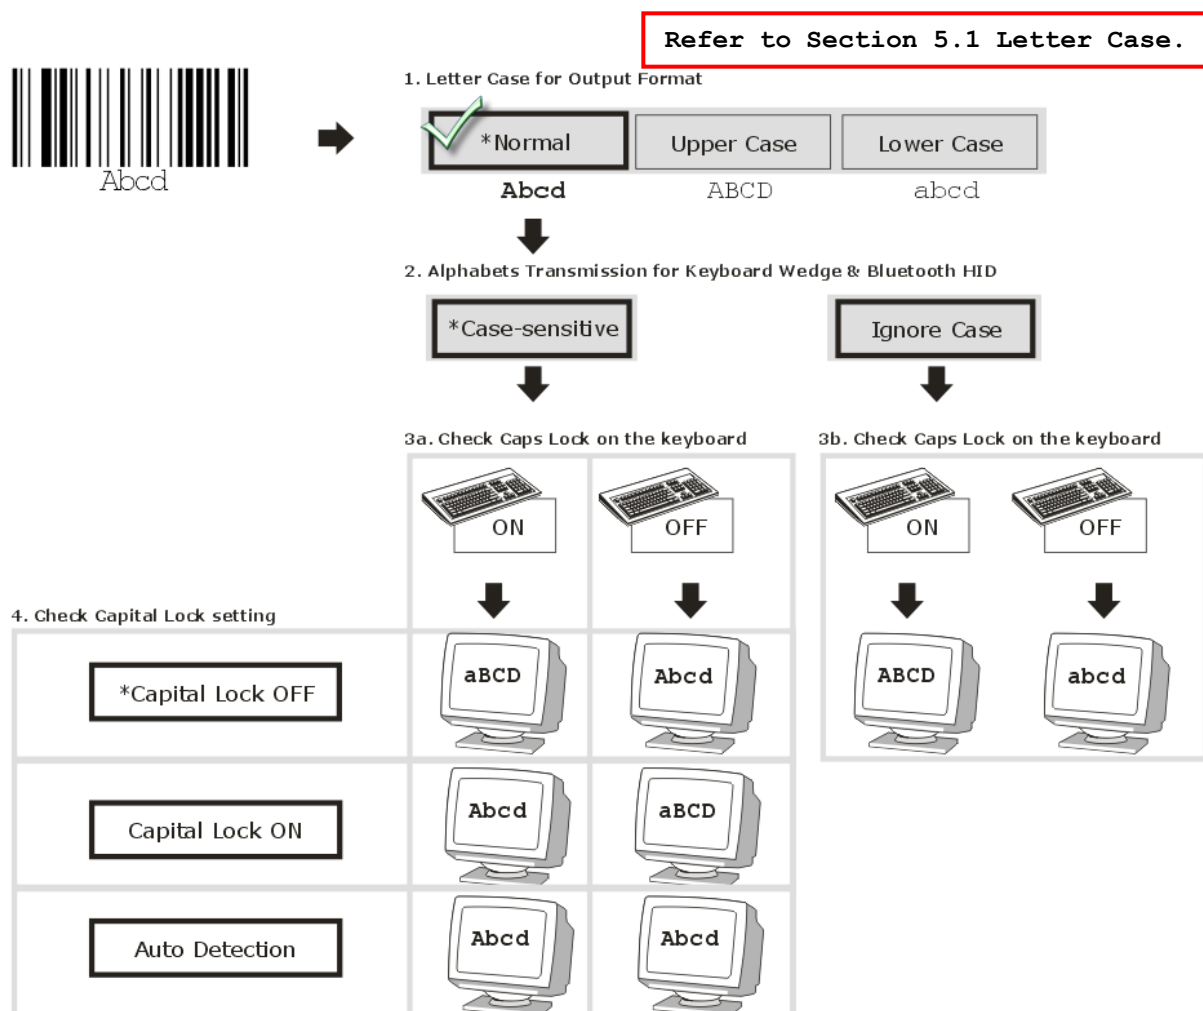 Refer to Section 5.1 Letter Case.
1. Letter Case for Output Format
*Normal
Upper Case
Lower Case
Abcd
Abcd
ABCD
abcd
2. Alphabets Transmission for Keyboard Wedge & Bluetooth HID
*Case-sensitive
Ignore Case
3a. Check Caps Lock on the keyboard
3b. Check Caps Lock on the keyboard
ON
OFF
ON
OFF
4. Check Capital Lock setting
*Capital Lock OFF
aBCD
Abcd
ABCD
abcd
Capital Lock ON
Abcd
aBCD
Auto Detection
Abcd
Abcd